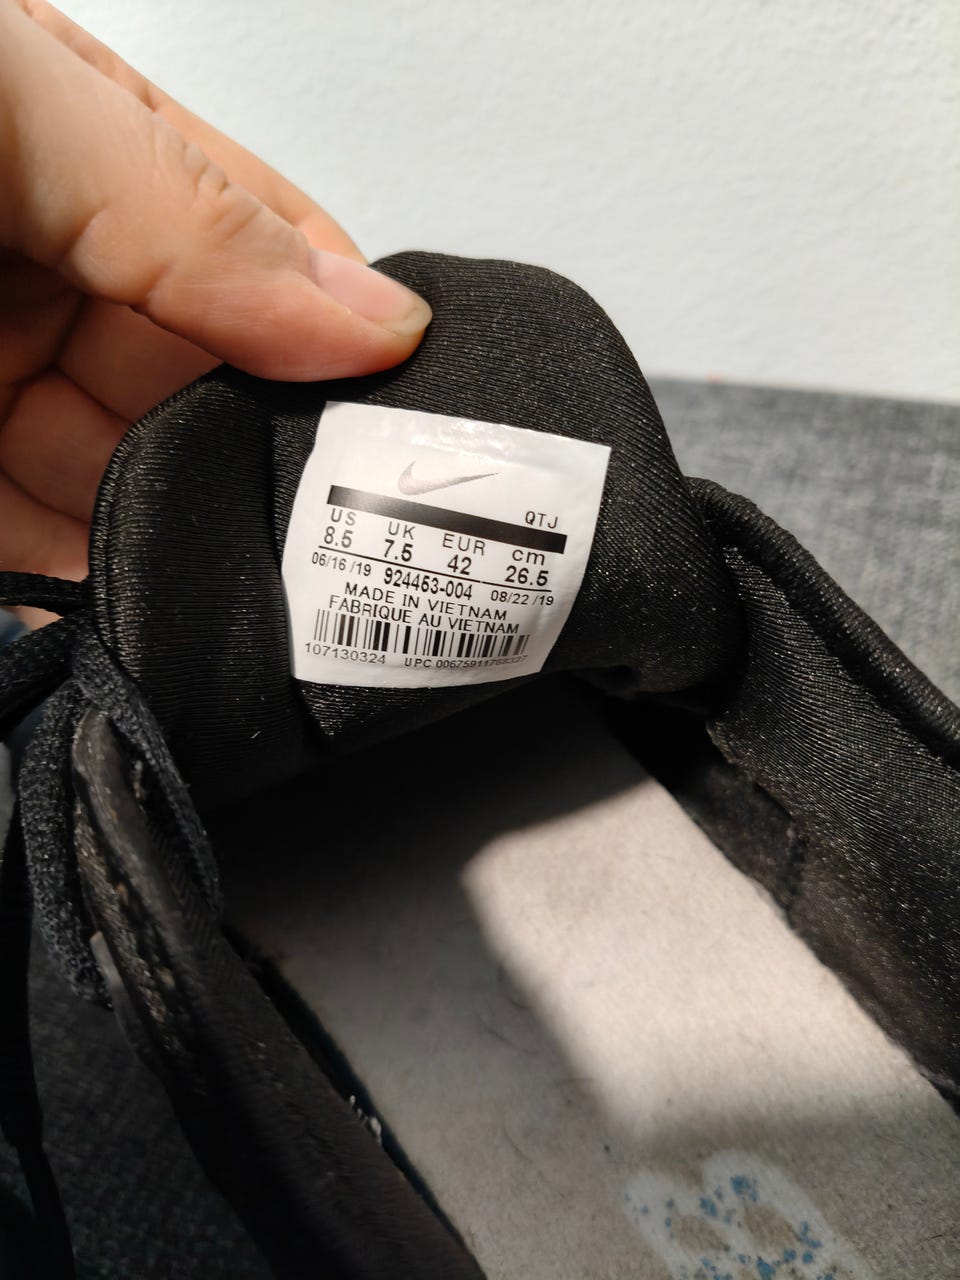 QTJ
US UK EUR cm
8.5 7.5 42 26.5
06/16/19 924453-004 08/22/19
MADE IN VIETNAM
FABRIQUE AU VIETNAM
107130324 UPC